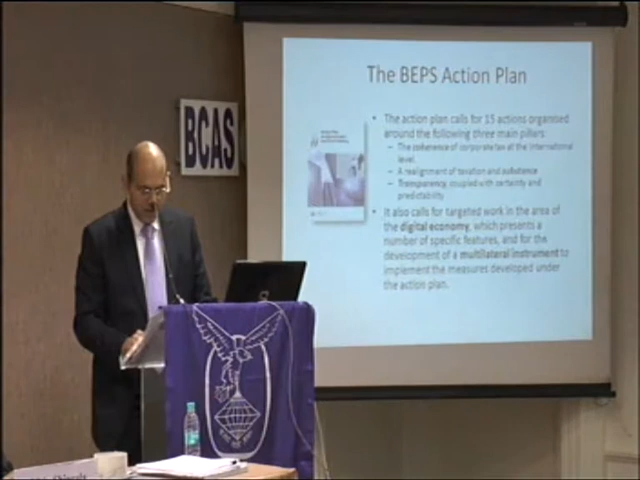 The BEPS Action Plan
BCAS
• The action plan calls for 15 actions organised
around the following three main pillars:
– The coherence of corporate tax at the international
level.
– A realignment of taxation and substance
– Transparency, coupled with certainty and
predictability.
• It also calls for targeted work in the area of
the digital economy, which presents a
number of specific features, and for the
development of a multilateral instrument to
implement the measures developed under
the action plan.